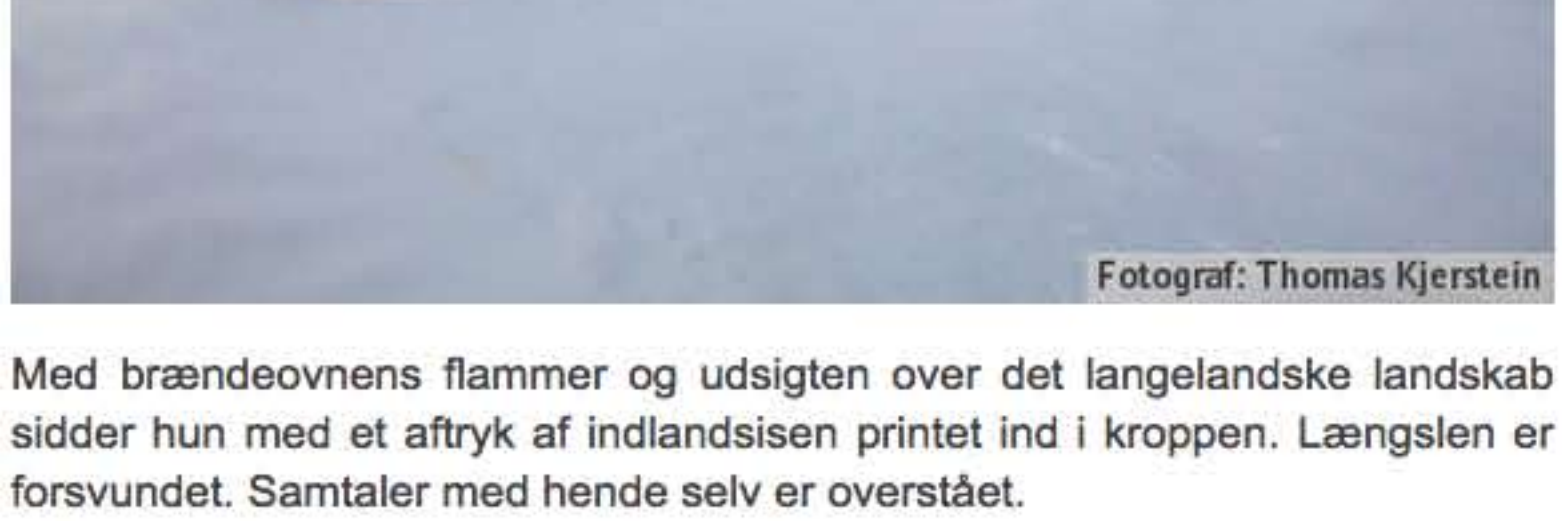 Fotograf: Thomas Kjerstein
Med brændeovnens flammer og udsigten over det langelandske landskab
sidder hun med et aftryk af indlandsisen printet ind i kroppen. Længslen er
forsvundet. Samtaler med hende selv er overstået.